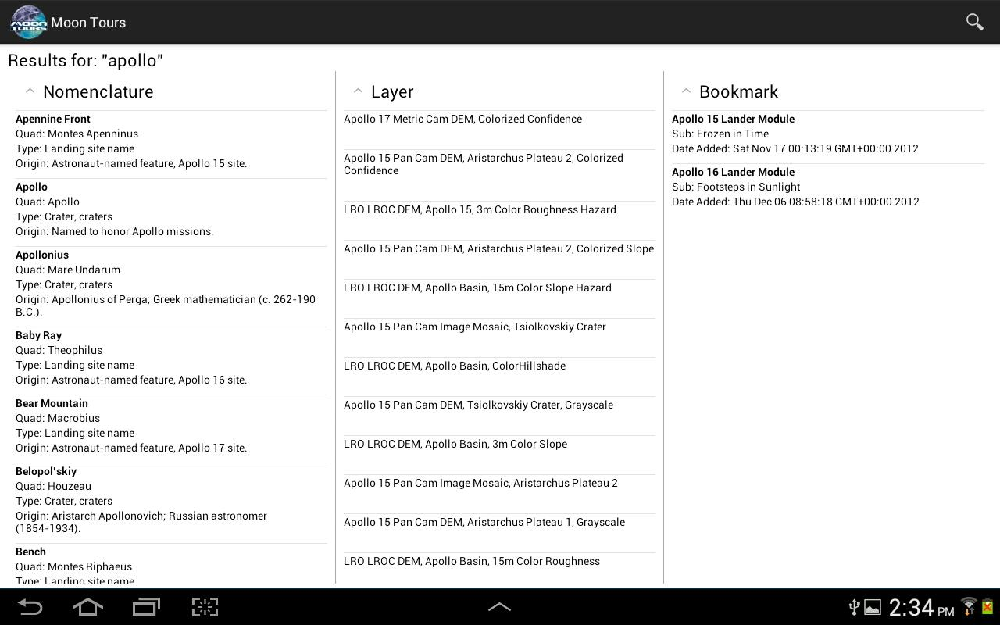 MOON TOURS
Moon Tours
Results for: "apollo"
Nomenclature
Apennine Front
Quad: Montes Apenninus
Type: Landing site name
Origin: Astronaut-named feature, Apollo 15 site.
Apollo
Quad: Apollo
Type: Crater, craters
Origin: Named to honor Apollo missions.
Apollonius
Quad: Mare Undarum
Type: Crater, craters
Origin: Apollonius of Perga; Greek mathematician (c. 262-190
B.C.).
Baby Ray
Quad: Theophilus
Type: Landing site name
Origin: Astronaut-named feature, Apollo 16 site.
Bear Mountain
Quad: Macrobius
Type: Landing site name
Origin: Astronaut-named feature, Apollo 17 site.
Belopol'skiy
Quad: Houzeau
Type: Crater, craters
Origin: Aristarch Apollonovich; Russian astronomer
(1854-1934).
Bench
Quad: Montes Riphaeus
Type: Landing site name
Layer
Apollo 17 Metric Cam DEM, Colorized Confidence
Apollo 15 Pan Cam DEM, Aristarchus Plateau 2, Colorized
Confidence
LRO LROC DEM, Apollo 15, 3m Color Roughness Hazard
Apollo 15 Pan Cam DEM, Aristarchus Plateau 2, Colorized Slope
LRO LROC DEM, Apollo Basin, 15m Color Slope Hazard
Apollo 15 Pan Cam Image Mosaic, Tsiolkovskiy Crater
LRO LROC DEM, Apollo Basin, ColorHillshade
Apollo 15 Pan Cam DEM, Tsiolkovskiy Crater, Grayscale
LRO LROC DEM, Apollo Basin, 3m Color Slope
Apollo 15 Pan Cam Image Mosaic, Aristarchus Plateau 2
Apollo 15 Pan Cam DEM, Aristarchus Plateau 1, Grayscale
LRO LROC DEM, Apollo Basin, 15m Color Roughness
Bookmark
Apollo 15 Lander Module
Sub: Frozen in Time
Date Added: Sat Nov 17 00:13:19 GMT+00:00 2012
Apollo 16 Lander Module
Sub: Footsteps in Sunlight
Date Added: Thu Dec 06 08:58:18 GMT+00:00 2012
2:34 PM